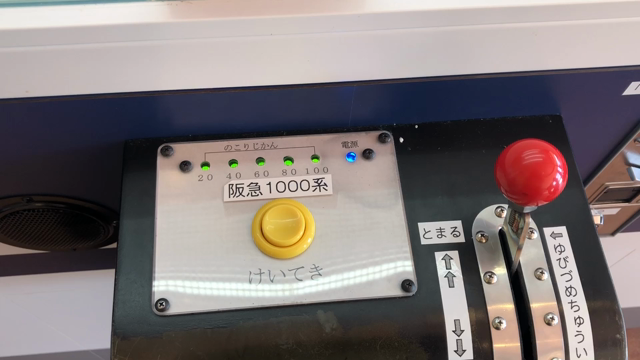 のこりじかん
電源
20 40 60 80 100
阪急1000系
けいてき
とまる
↑↑
↓↓
←ゆびづめちゅうい